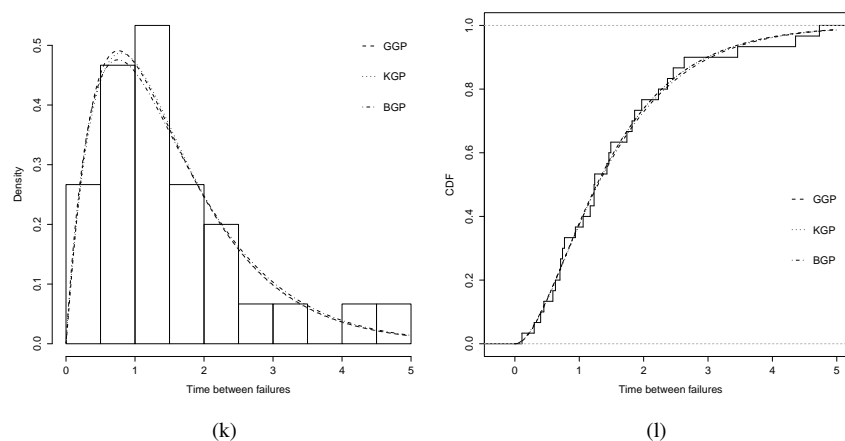 GGP
KGP
BGP
Density
0.0 0.1 0.2 0.3 0.4 0.5
0 1 2 3 4 5
Time between failures
(k)
GGP
KGP
BGP
CDF
0.0 0.2 0.4 0.6 0.8 1.0
0 1 2 3 4 5
Time between failures
(l)